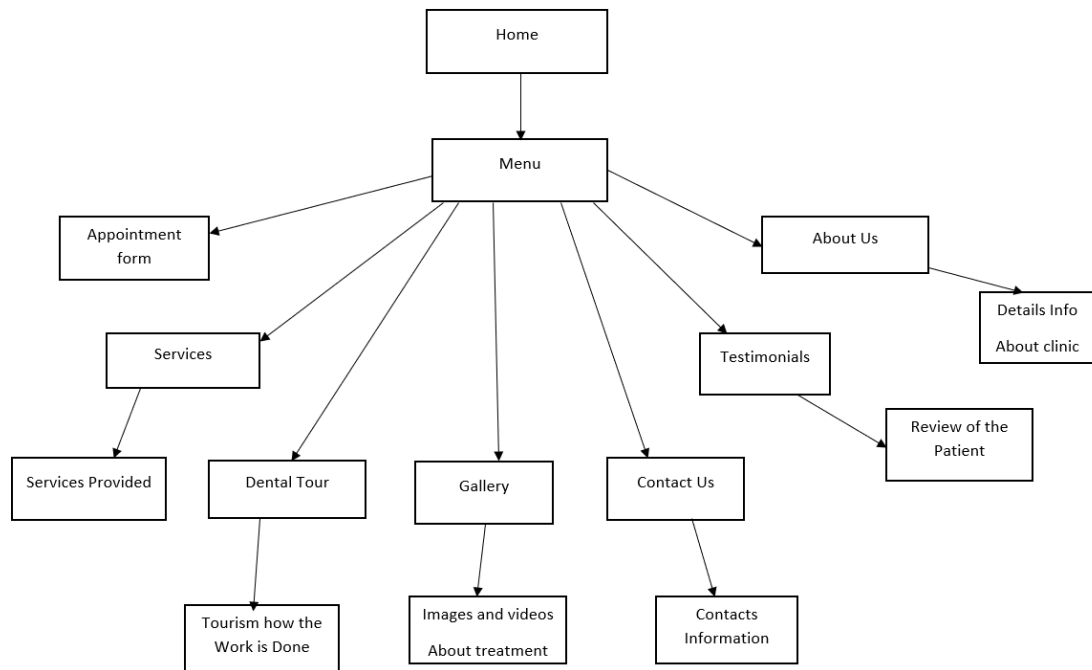 Home
Menu
Appointment
form
About Us
Details Info
About clinic
Services
Testimonials
Review of the
Patient
Services Provided
Dental Tour
Gallery
Contact Us
Tourism how the
Work is Done
Images and videos
About treatment
Contacts
Information